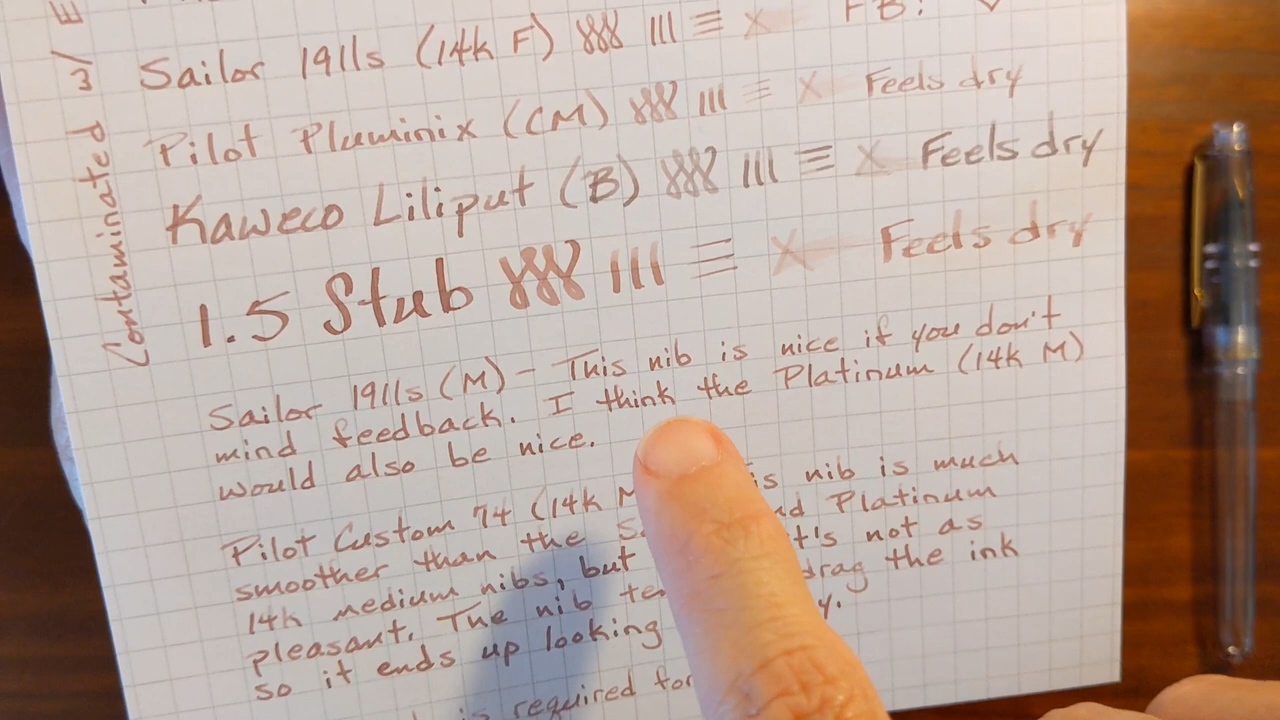 Contaminated w/ E
FB:
Sailor 1911s (14k F)
Pilot Pluminix (CM) Feels dry
Kaweco Liliput (B) Feels dry
1.5 Stub Feels dry
Sailor 1911s (M) - This nib is nice if you don't
mind feedback. I think the Platinum (14k M)
would also be nice.
Pilot Custom 74 (14k M is nib is much
smoother than the S nd Platinum
14k medium nibs, but t's not as
pleasant. The nib te drag the ink
so it ends up looking y.
is required for